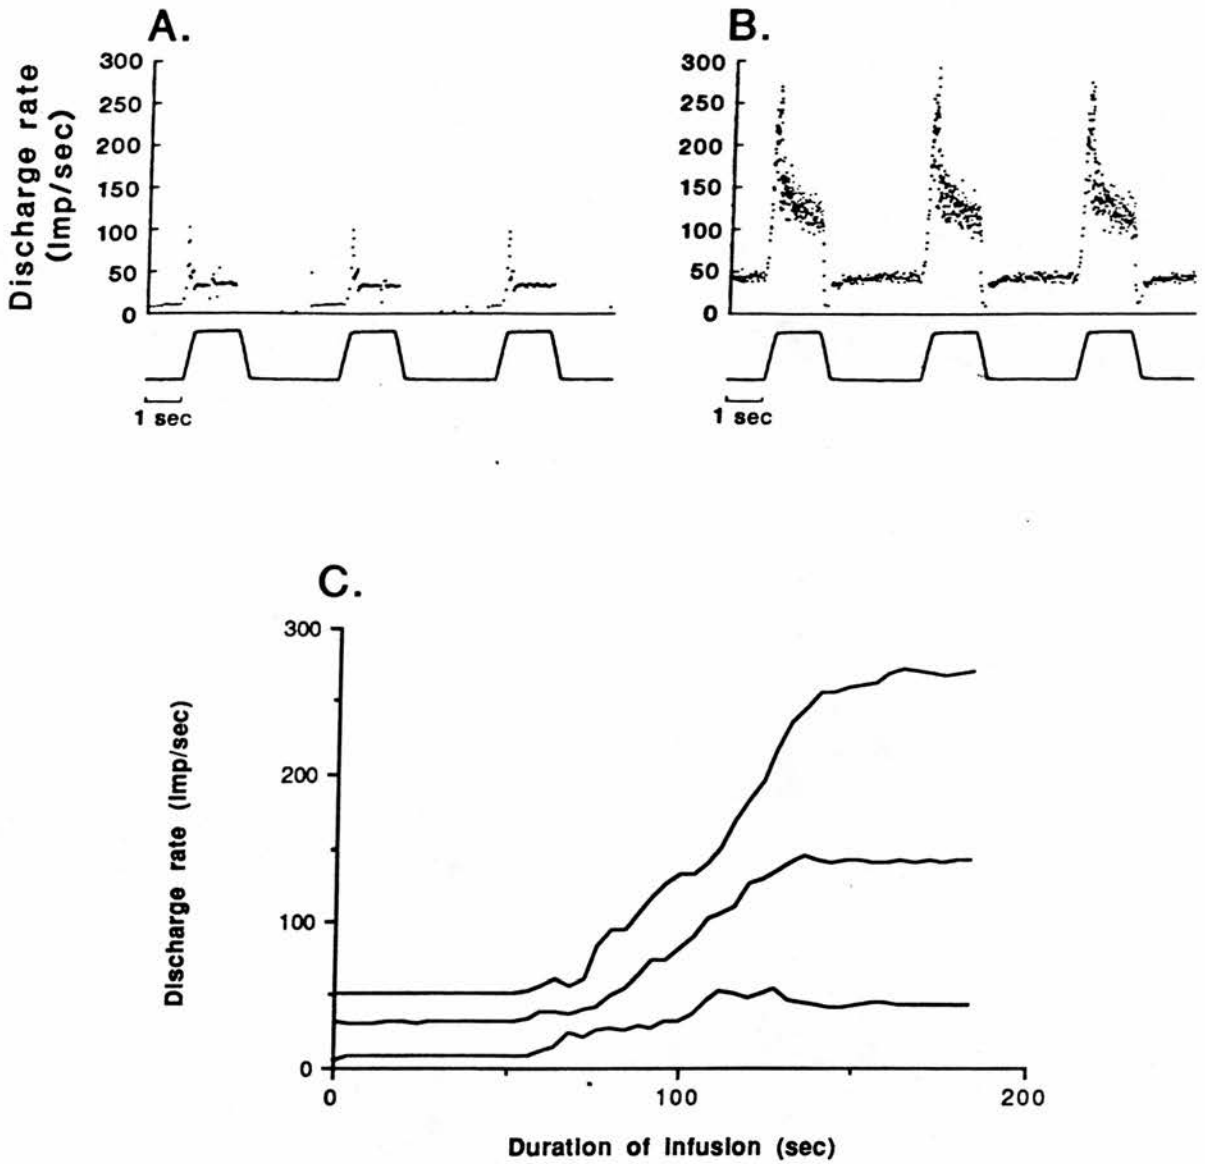 A.
Discharge rate
(Imp/sec)
300
250
200
150
100
50
0
1 sec
B.
300
250
200
150
100
50
0
1 sec
C.
Discharge rate (Imp/sec)
300
200
100
0
0
100
200
Duration of infusion (sec)